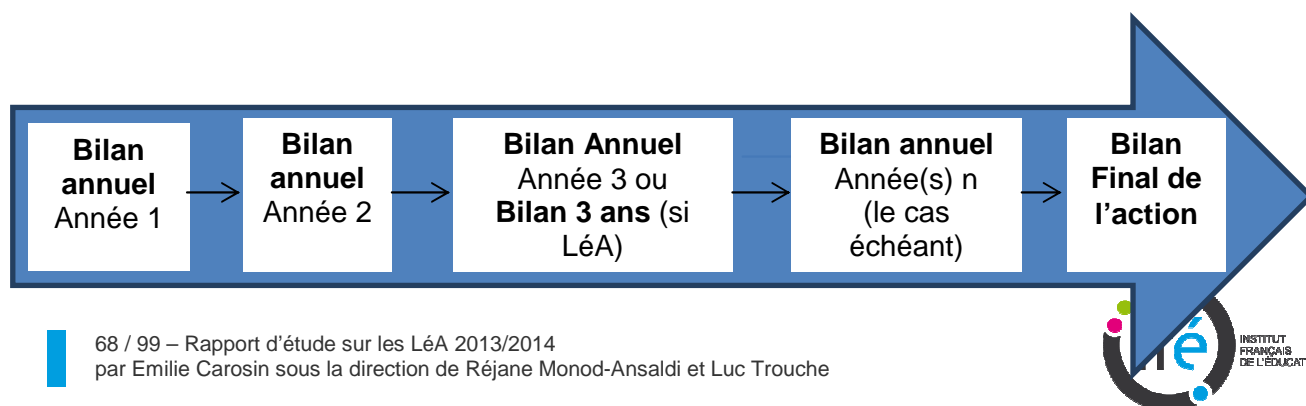 Bilan
annuel
Année 1
Bilan
annuel
Année 2
Bilan Annuel
Année 3 ou
Bilan 3 ans (si
LéA)
Bilan annuel
Année(s) n
(le cas
échéant)
Bilan
Final de
l’action
68 / 99 – Rapport d’étude sur les LéA 2013/2014
par Emilie Carosin sous la direction de Réjane Monod-Ansaldi et Luc Trouche
é
INSTITUT
FRANÇAIS
DE L'ÉDUCAT